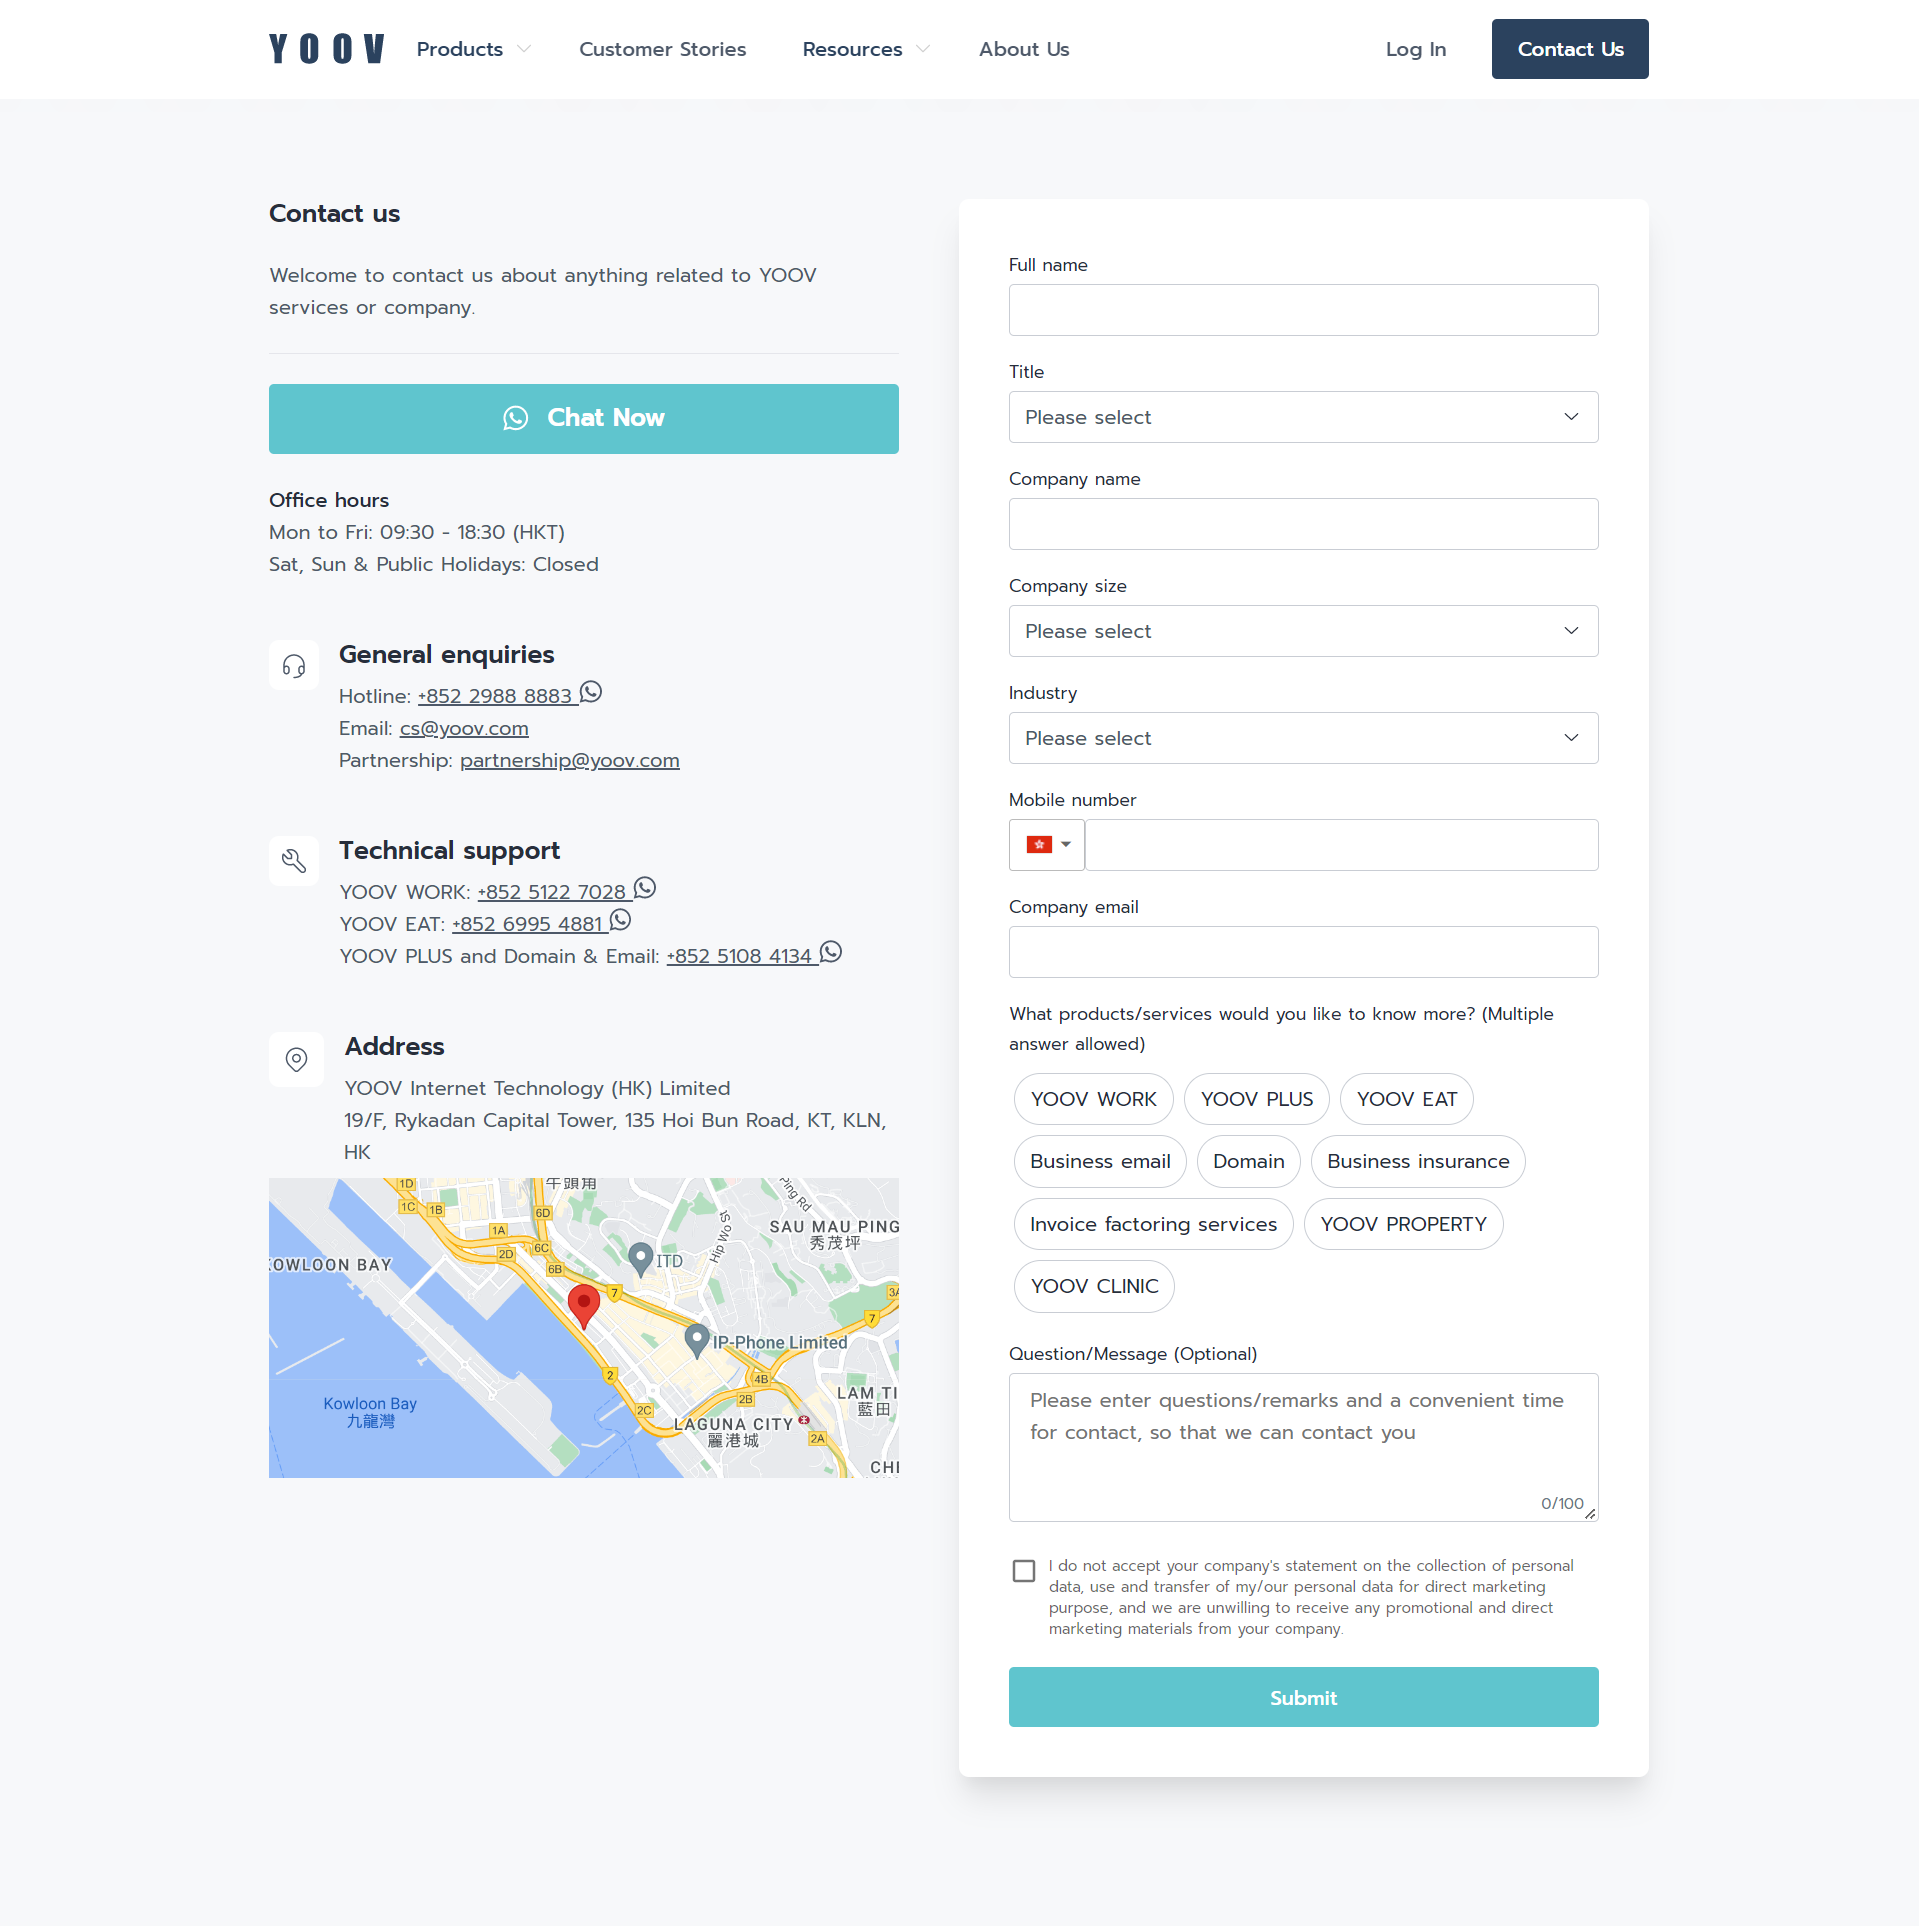 YOOV
Products
Customer Stories
Resources
About Us
Log In
Contact Us
Contact us
Welcome to contact us about anything related to YOOV
services or company.
Chat Now
Office hours
Mon to Fri: 09:30 - 18:30 (HKT)
Sat, Sun & Public Holidays: Closed
General enquiries
Hotline: +852 2988 8883
Email: cs@yoov.com
Partnership: partnership@yoov.com
Technical support
YOOV WORK: +852 5122 7028
YOOV EAT: +852 6995 4881
YOOV PLUS and Domain & Email: +852 5108 4134
Address
YOOV Internet Technology (HK) Limited
19/F, Rykadan Capital Tower, 135 Hoi Bun Road, KT, KLN,
HK
1D
牛頭角
Ping Rd
1C
1B
6D
1A
Hip Wo S
SAU MAU PING
秀茂坪
2D
6C
ITD
KOWLOON BAY
6B
7
3A
7
IP-Phone Limited
2
4B
Kowloon Bay
九龍灣
2B
LAM TI
藍田
2C
LAGUNA CITY
麗港城
2A
CHE
Full name
Title
Please select
Company name
Company size
Please select
Industry
Please select
Mobile number
Company email
What products/services would you like to know more? (Multiple
answer allowed)
YOOV WORK
YOOV PLUS
YOOV EAT
Business email
Domain
Business insurance
Invoice factoring services
YOOV PROPERTY
YOOV CLINIC
Question/Message (Optional)
Please enter questions/remarks and a convenient time
for contact, so that we can contact you
0/100
I do not accept your company's statement on the collection of personal
data, use and transfer of my/our personal data for direct marketing
purpose, and we are unwilling to receive any promotional and direct
marketing materials from your company.
Submit